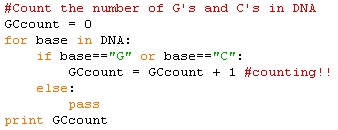 #Count the number of G's and C's in DNA
GCcount = 0
for base in DNA:
    if base=="G" or base=="C":
        GCcount = GCcount + 1 #counting!!
    else:
        pass
print GCcount